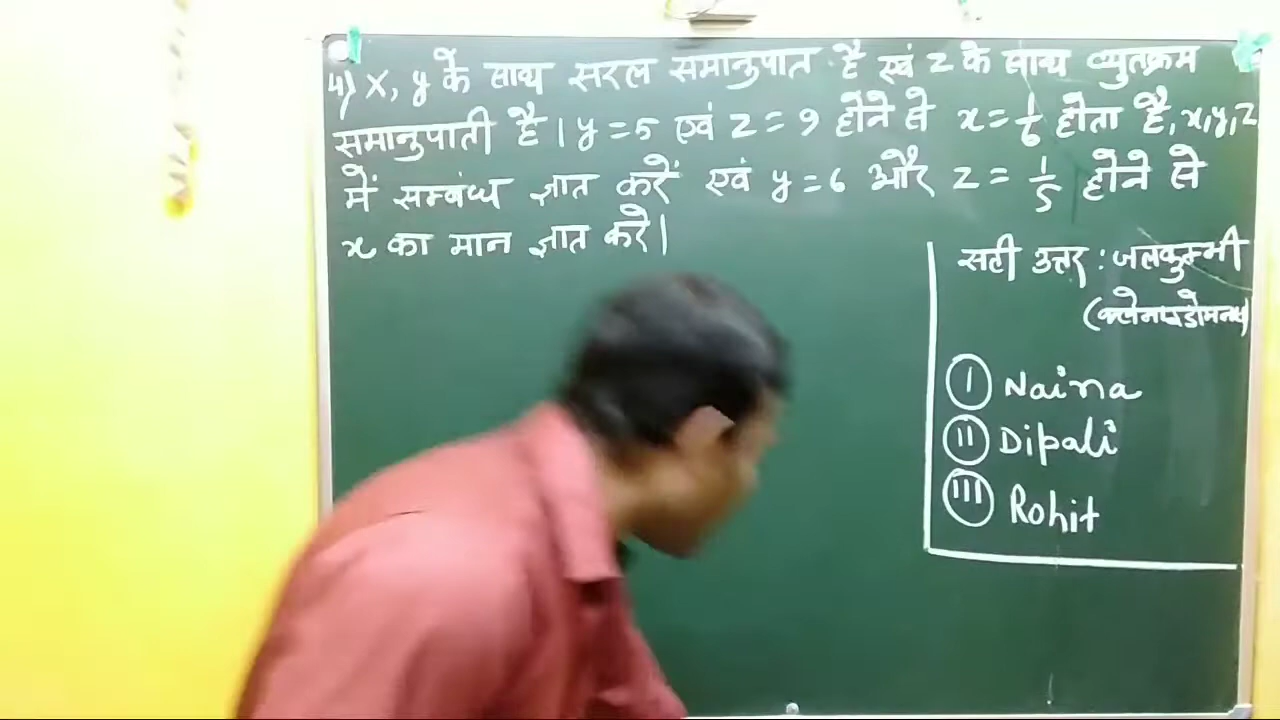 4) X, y के साथ सरल समानुपात है एवं z के साथ व्युतक्रम
समानुपाती है। y = 5 एवं z = 9 होने से x = 1/6 होता है, x, y, z
में सम्बंध ज्ञात करें एवं y = 6 और z = 1/5 होने से
x का मान ज्ञात करे।
सही उत्तर : जलकुम्भी
I Naina
II Dipali
III Rohit